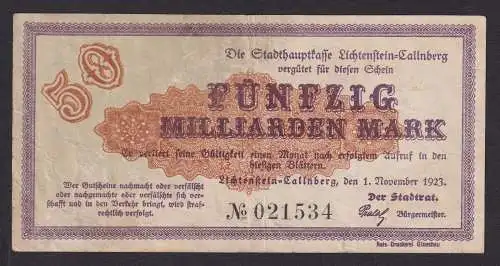 50
Die Stadthauptkasse Lichtenstein-Callnberg
vergütet für diesen Schein
FÜNFZIG
MILLIARDEN MARK
Er verliert seine Gültigkeit einen Monat nach erfolgtem Aufruf in den
hiesigen Blättern.
Lichtenstein-Callnberg, den 1. November 1923.
Wer Gutscheine nachmacht oder verfälscht
oder nachgemachte oder verfälschte sich ver-
schafft und in den Verkehr bringt, wird straf-
rechtlich verfolgt.
№ 021534
Der Stadtrat.
Bürgermeister.
Rats-Druckerei Glauchau